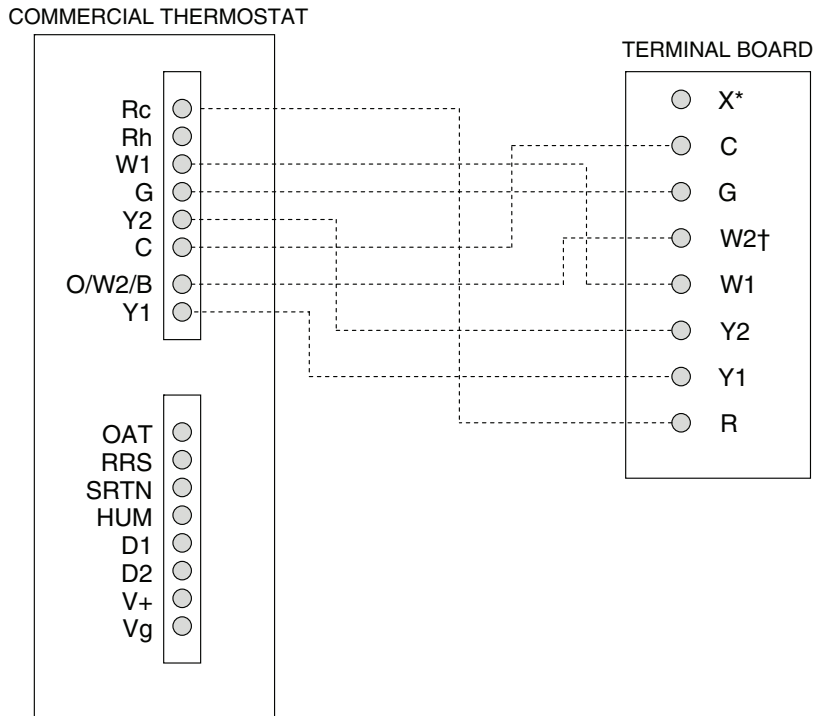 COMMERCIAL THERMOSTAT
Rc
Rh
W1
G
Y2
C
O/W2/B
Y1
OAT
RRS
SRTN
HUM
D1
D2
V+
Vg
TERMINAL BOARD
X*
C
G
W2†
W1
Y2
Y1
R